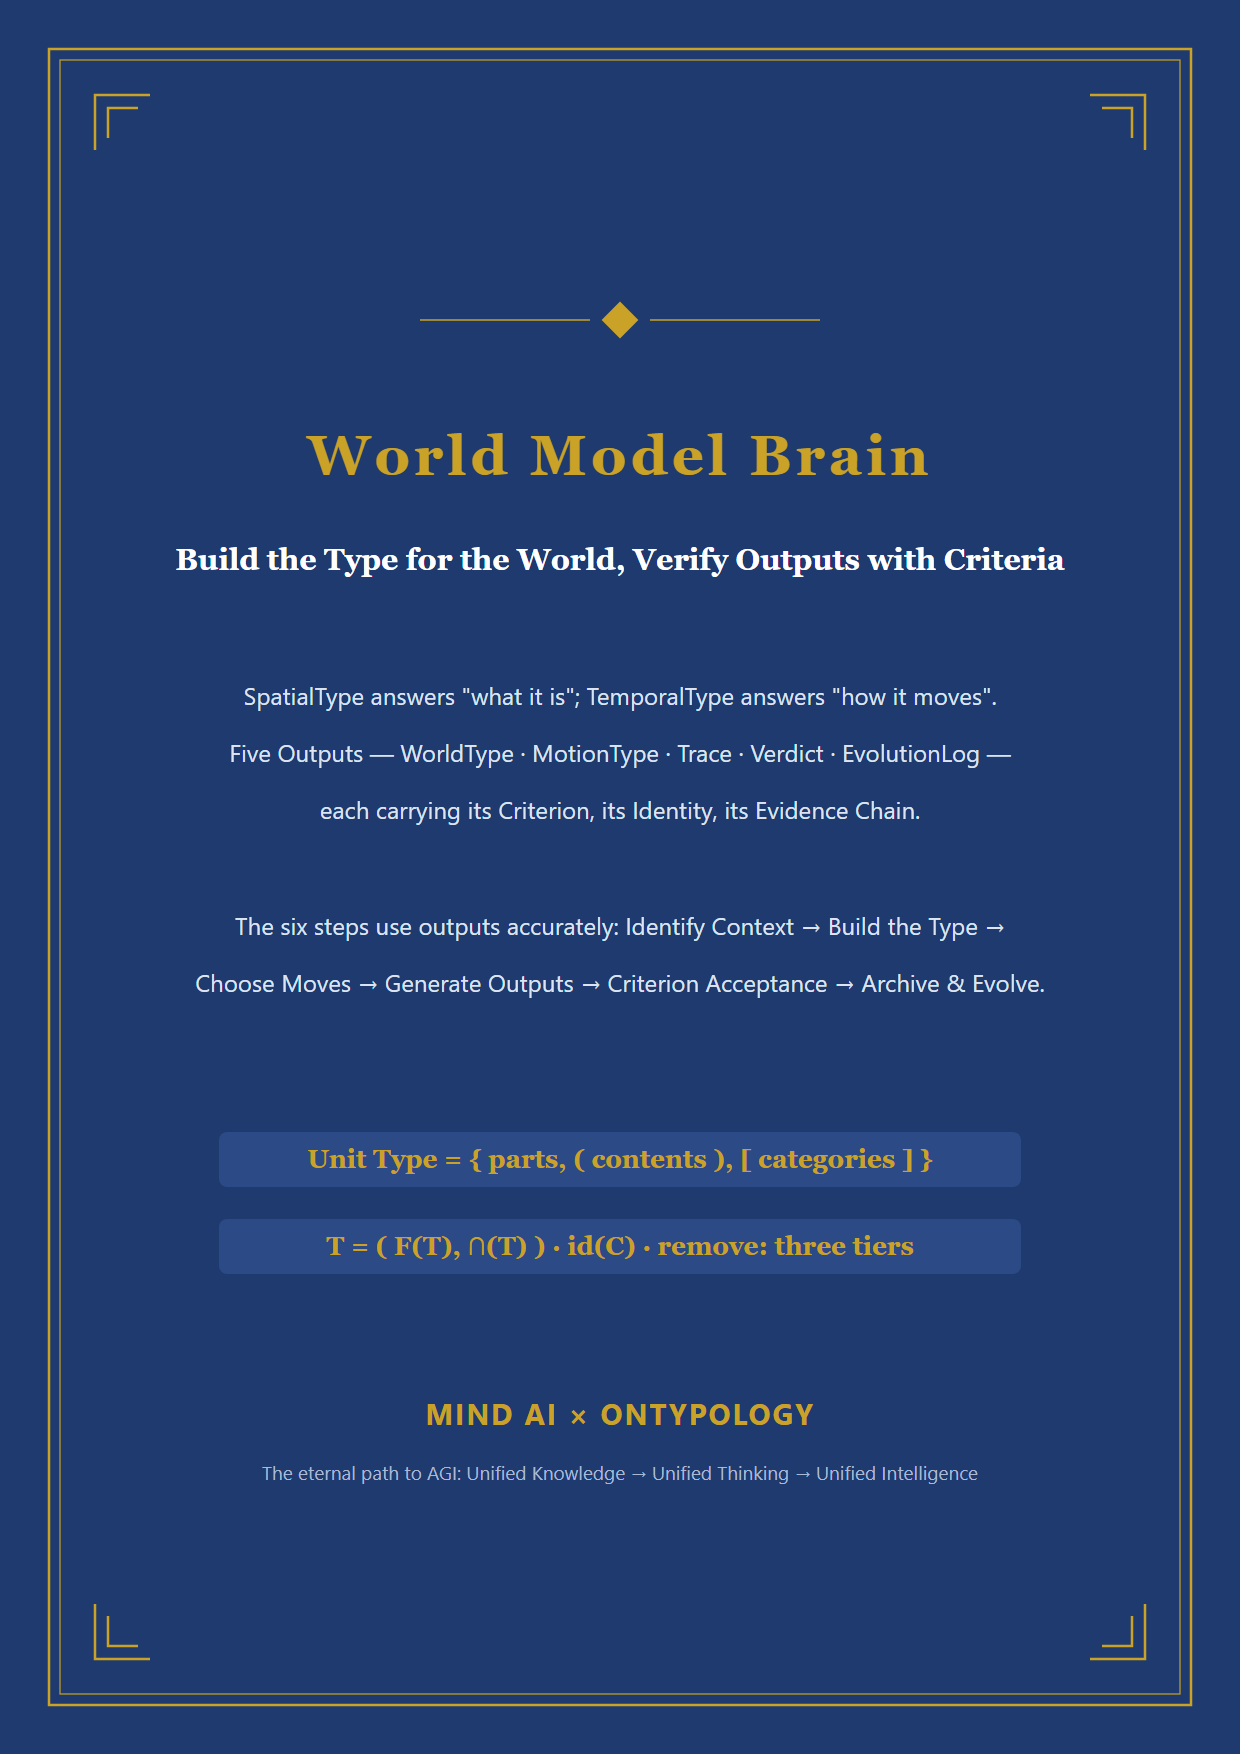 World Model Brain
Build the Type for the World, Verify Outputs with Criteria
SpatialType answers "what it is"; TemporalType answers "how it moves".
Five Outputs — WorldType · MotionType · Trace · Verdict · EvolutionLog —
each carrying its Criterion, its Identity, its Evidence Chain.
The six steps use outputs accurately: Identify Context → Build the Type →
Choose Moves → Generate Outputs → Criterion Acceptance → Archive & Evolve.
Unit Type = { parts, ( contents ), [ categories ] }
T = ( F(T), ∩(T) ) · id(C) · remove: three tiers
MIND AI × ONTYPOLOGY
The eternal path to AGI: Unified Knowledge → Unified Thinking → Unified Intelligence